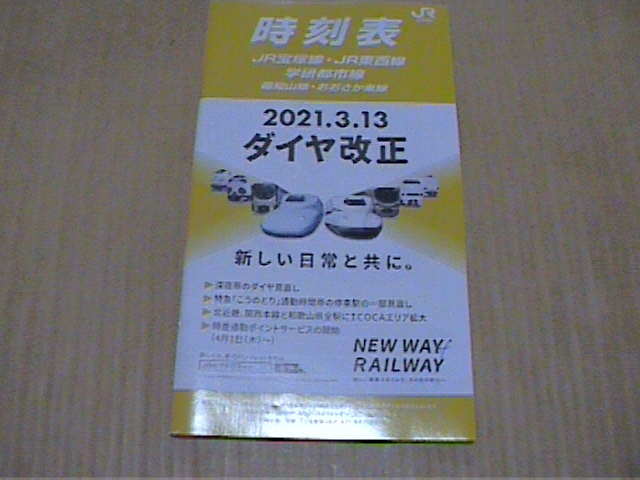 JR
時刻表
JR宝塚線・JR東西線
学研都市線
福知山線・おおさか東線
2021.3.13
ダイヤ改正
新しい日常と共に。
▶深夜帯のダイヤ見直し
▶特急「こうのとり」通勤時間帯の停車駅の一部見直し
▶北近畿、関西本線と和歌山県全駅にICOCAエリア拡大
▶時差通勤ポイントサービスの開始
(4月1日(木)～)
NEW WAY of
RAILWAY